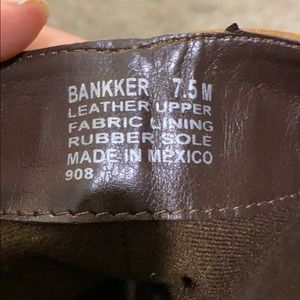 BANKKER 7.5 M
LEATHER UPPER
FABRIC LINING
RUBBER SOLE
MADE IN MEXICO
908